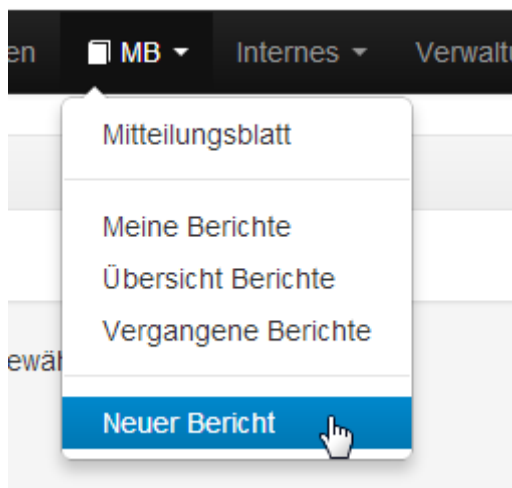 en MB Internes Verwaltu
Mitteilungsblatt
Meine Berichte
Übersicht Berichte
Vergangene Berichte
ewäh
Neuer Bericht